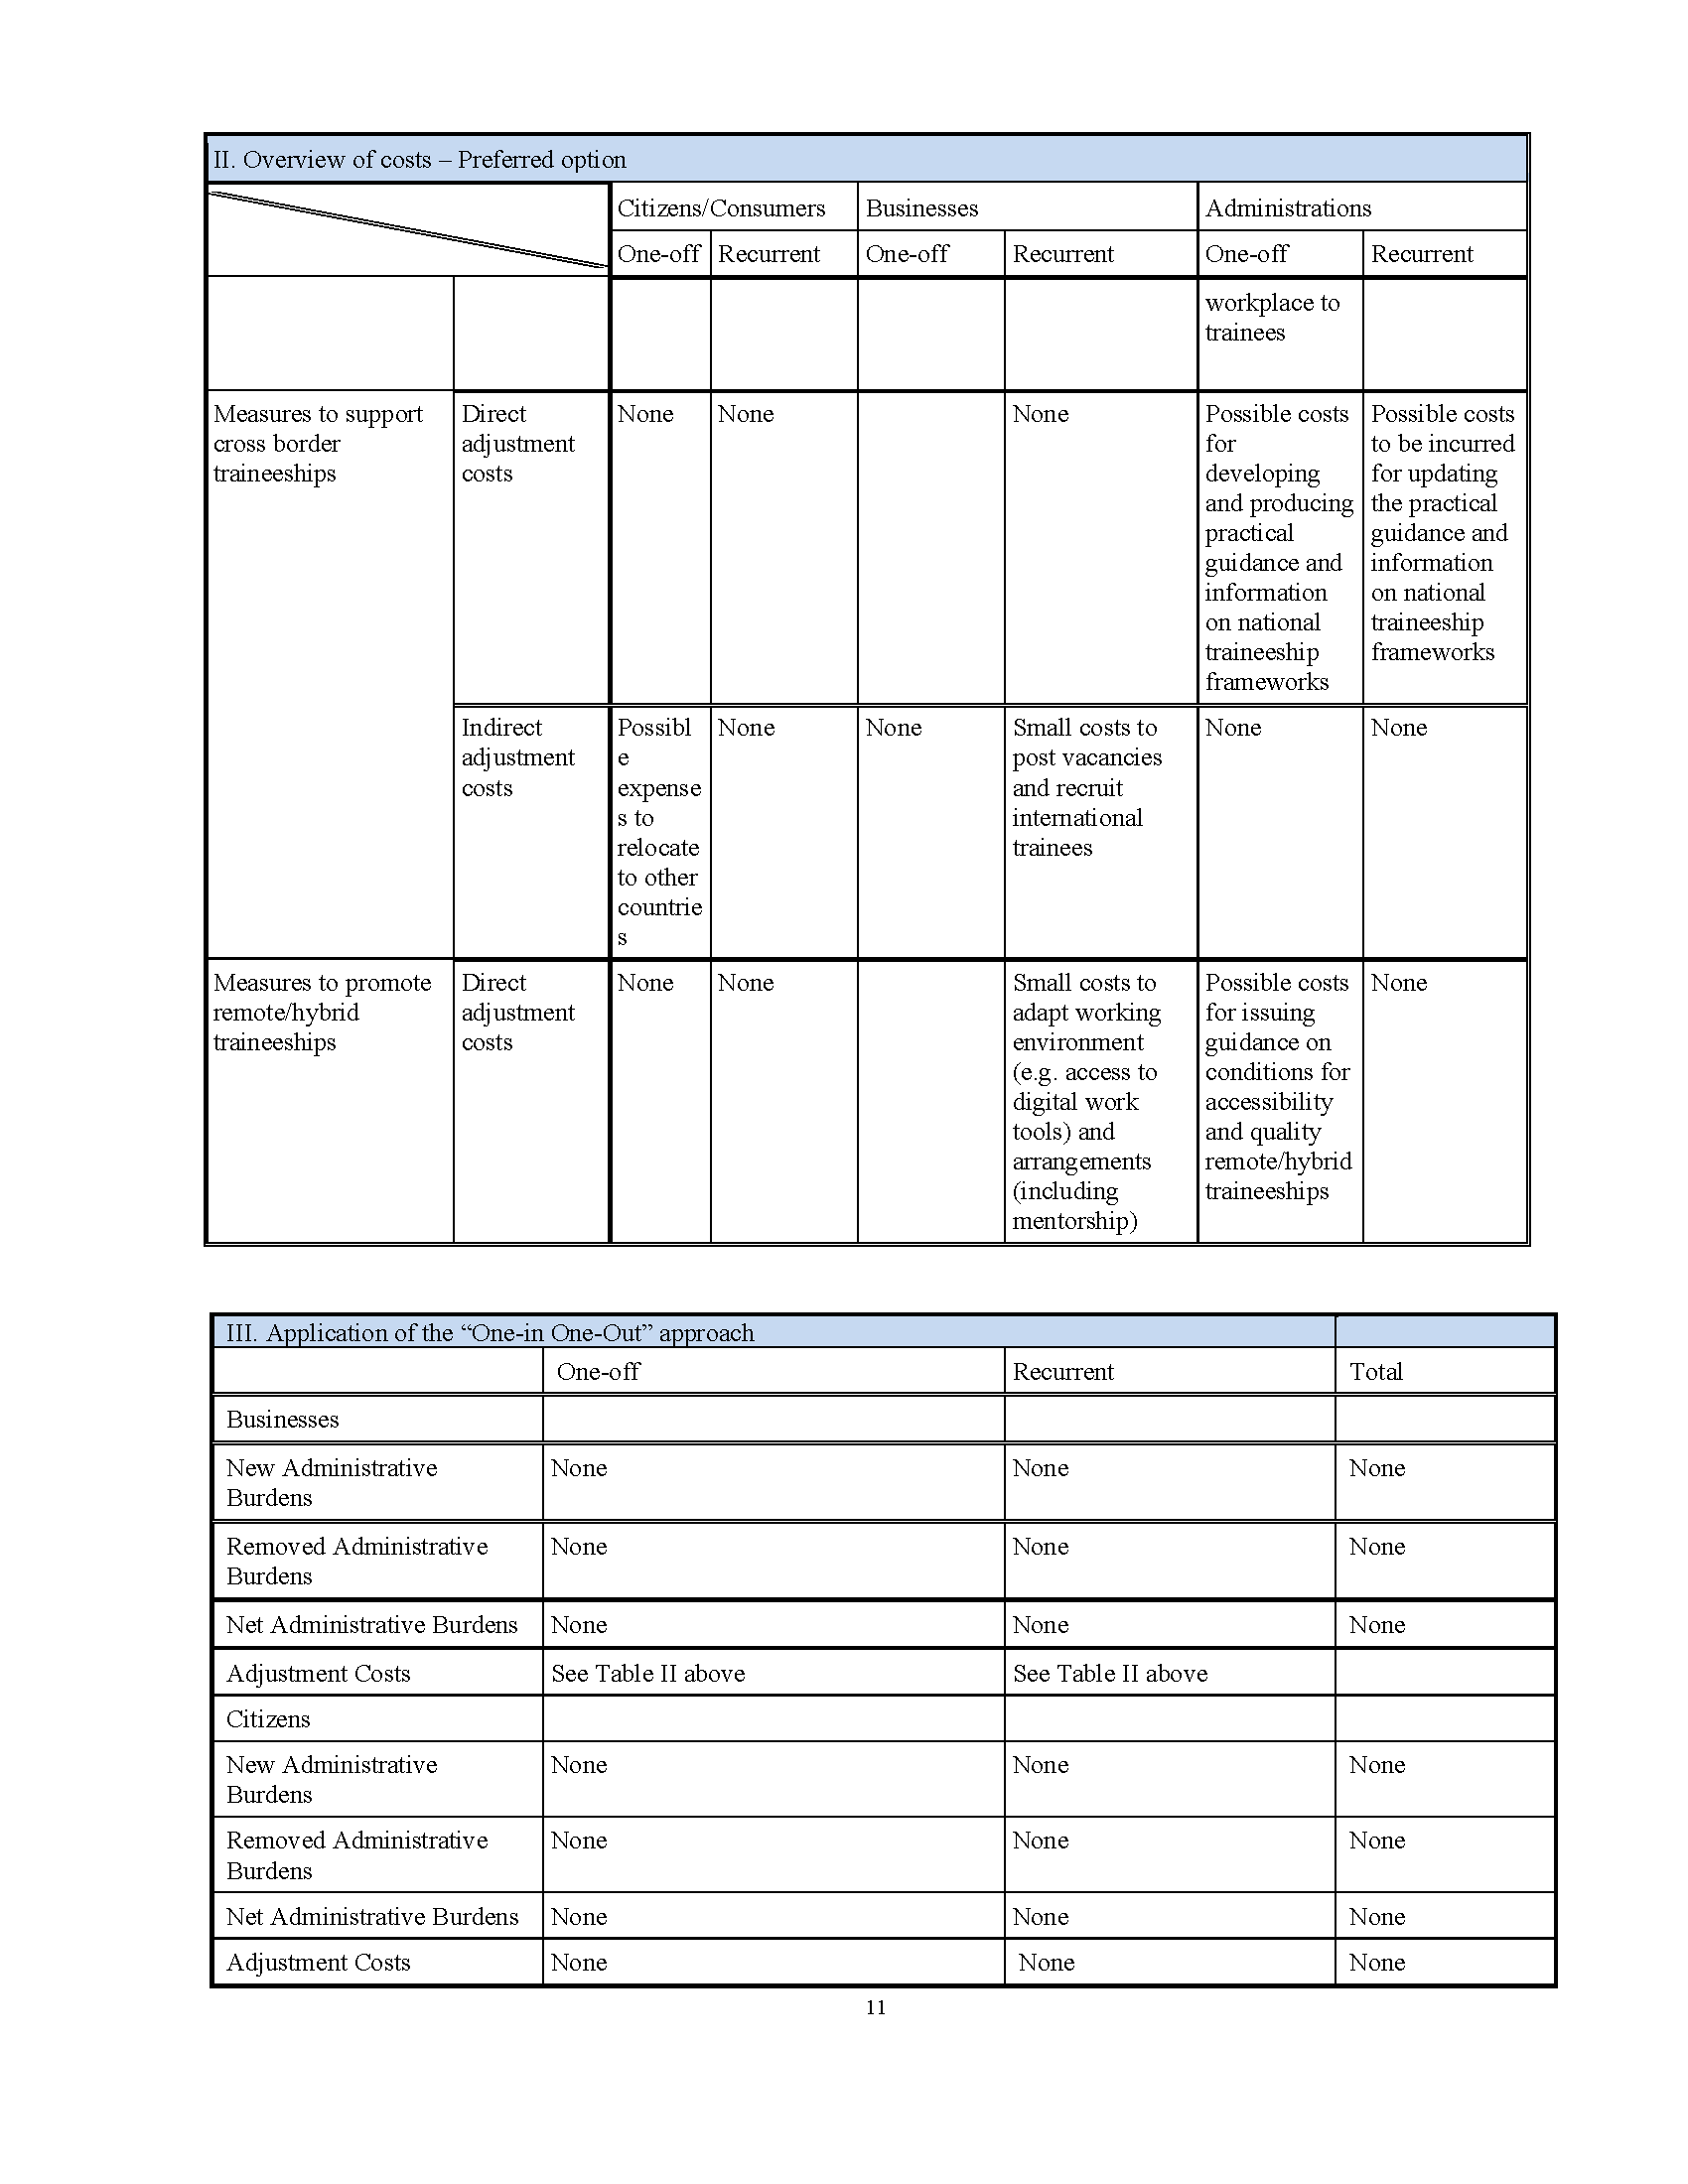 II. Overview of costs – Preferred option
Citizens/Consumers
Businesses
Administrations
One-off
Recurrent
One-off
Recurrent
One-off
Recurrent
workplace to
trainees
Measures to support
cross border
traineeships
Direct
adjustment
costs
None
None
None
Possible costs
for
developing
and producing
practical
guidance and
information
on national
traineeship
frameworks
Possible costs
to be incurred
for updating
the practical
guidance and
information
on national
traineeship
frameworks
Indirect
adjustment
costs
Possibl
e
expense
s to
relocate
to other
countrie
s
None
None
Small costs to
post vacancies
and recruit
international
trainees
None
None
Measures to promote
remote/hybrid
traineeships
Direct
adjustment
costs
None
None
Small costs to
adapt working
environment
(e.g. access to
digital work
tools) and
arrangements
(including
mentorship)
Possible costs
for issuing
guidance on
conditions for
accessibility
and quality
remote/hybrid
traineeships
None
III. Application of the “One-in One-Out” approach
One-off
Recurrent
Total
Businesses
New Administrative
Burdens
None
None
None
Removed Administrative
Burdens
None
None
None
Net Administrative Burdens
None
None
None
Adjustment Costs
See Table II above
See Table II above
Citizens
New Administrative
Burdens
None
None
None
Removed Administrative
Burdens
None
None
None
Net Administrative Burdens
None
None
None
Adjustment Costs
None
None
None
11